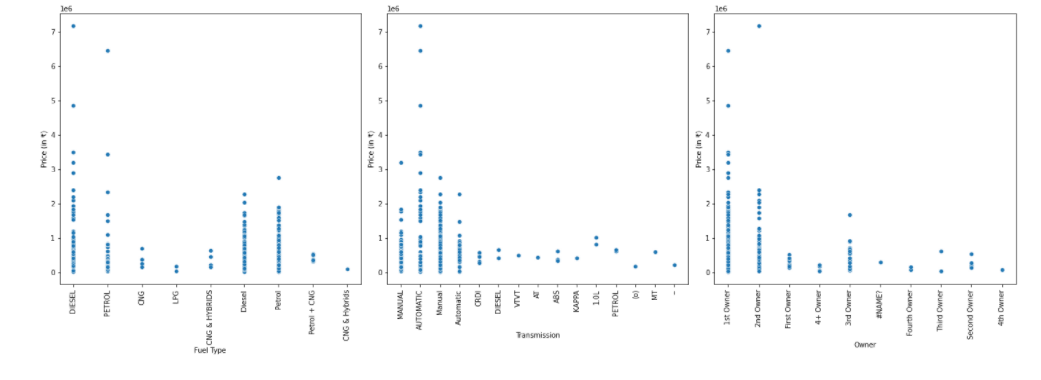 1e6
7
6
5
4
3
2
1
0
Price (in ₹)
DIESEL
PETROL
CNG
LPG
CNG & HYBRIDS
Diesel
Petrol
Petrol + CNG
CNG & Hybrids
Fuel Type
1e6
7
6
5
4
3
2
1
0
Price (in ₹)
MANUAL
AUTOMATIC
Manual
Automatic
CRDI
DIESEL
VTVT
AT
ABS
KAPPA
1.0L
PETROL
(o)
MT
–
Transmission
1e6
7
6
5
4
3
2
1
0
Price (in ₹)
1st Owner
2nd Owner
First Owner
4+ Owner
3rd Owner
#NAME?
Fourth Owner
Third Owner
Second Owner
4th Owner
Owner